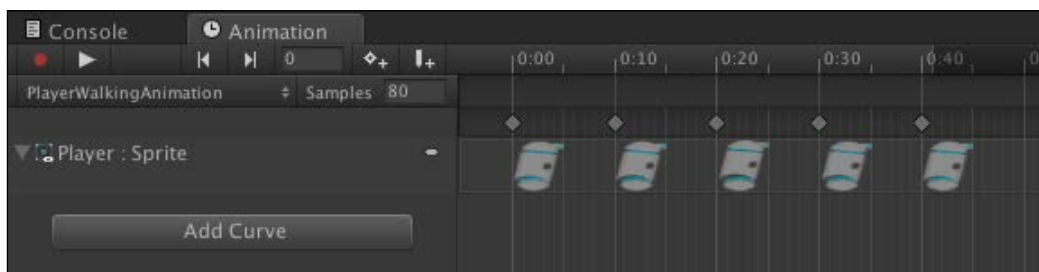 Console Animation
0 0:00 0:10 0:20 0:30 0:40 0
PlayerWalkingAnimation Samples 80
Player : Sprite
Add Curve